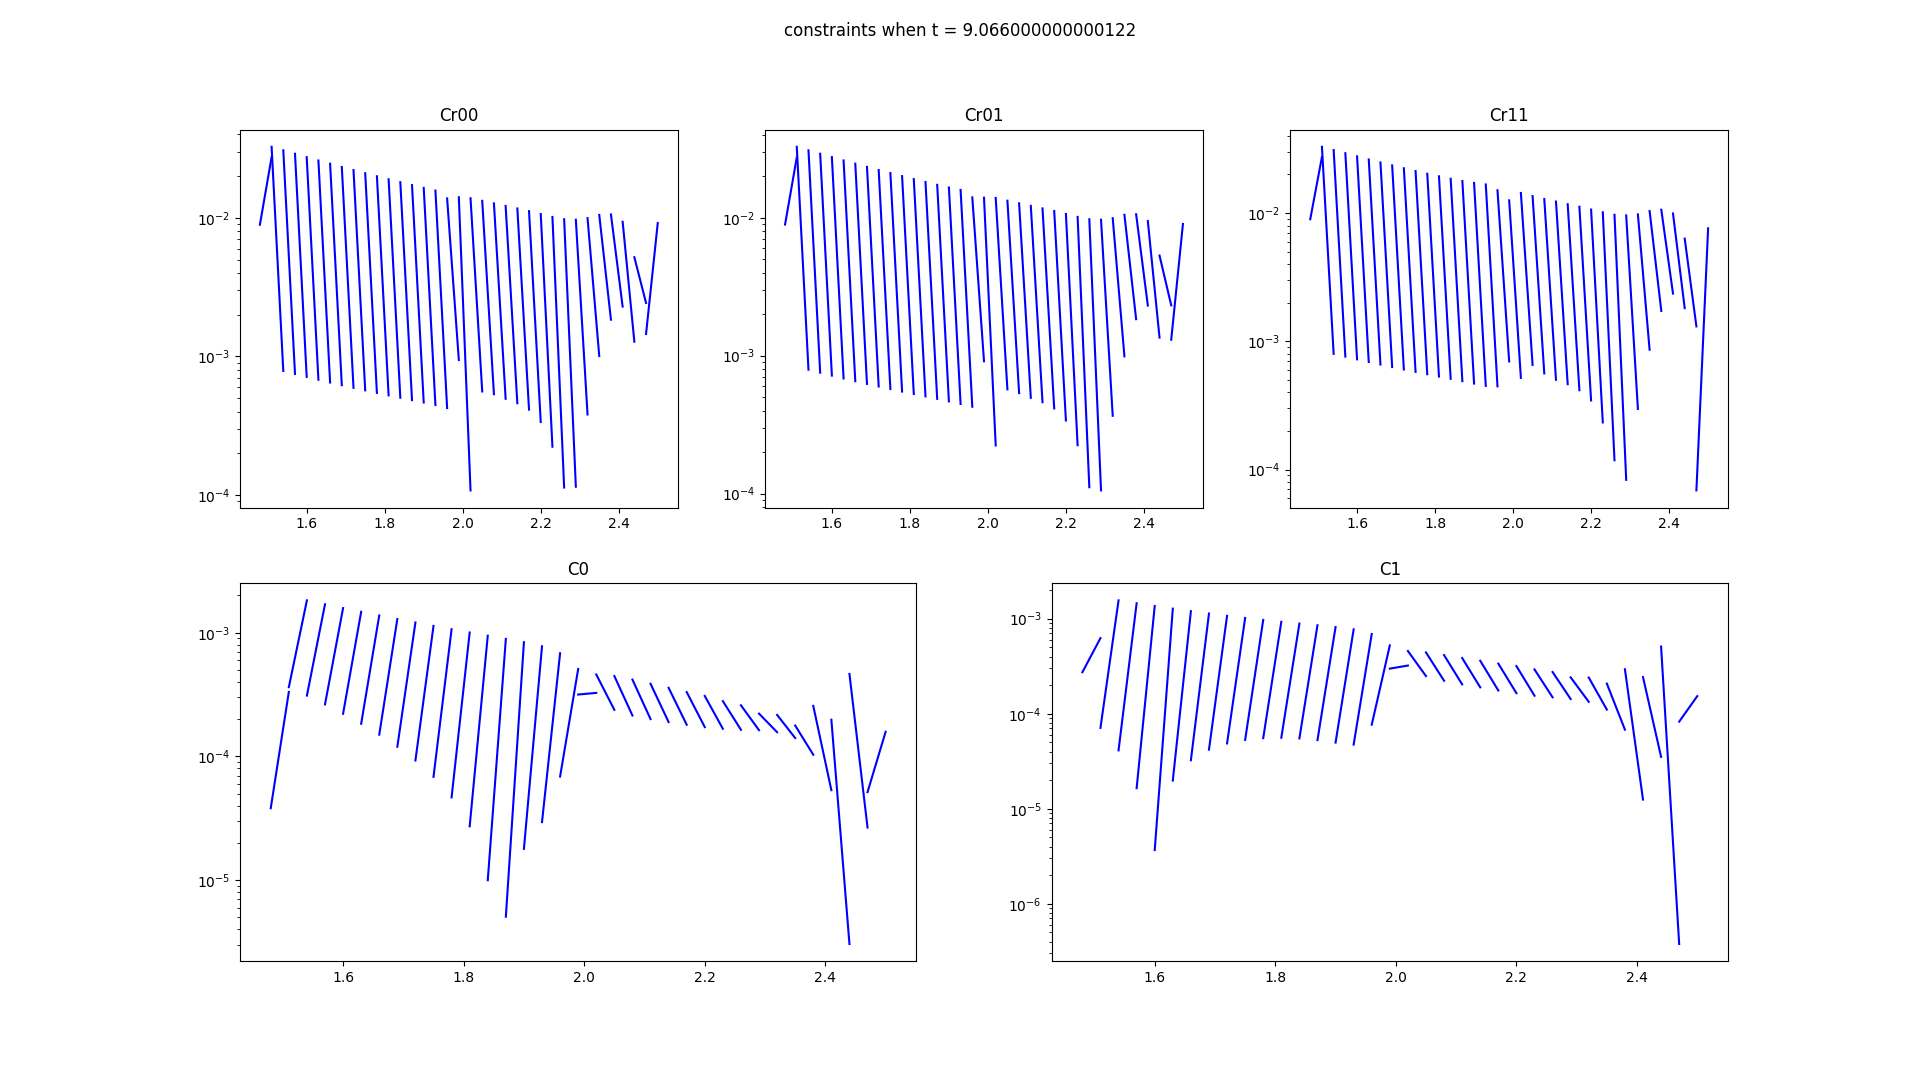 constraints when t = 9.066000000000122
Cr00 Cr01 Cr11
10⁻² 10⁻² 10⁻²
10⁻³ 10⁻³ 10⁻³
10⁻⁴ 10⁻⁴ 10⁻⁴
1.6 1.8 2.0 2.2 2.4 1.6 1.8 2.0 2.2 2.4 1.6 1.8 2.0 2.2 2.4
C0 C1
10⁻³ 10⁻³
10⁻⁴ 10⁻⁴
10⁻⁵ 10⁻⁵
10⁻⁶
1.6 1.8 2.0 2.2 2.4 1.6 1.8 2.0 2.2 2.4